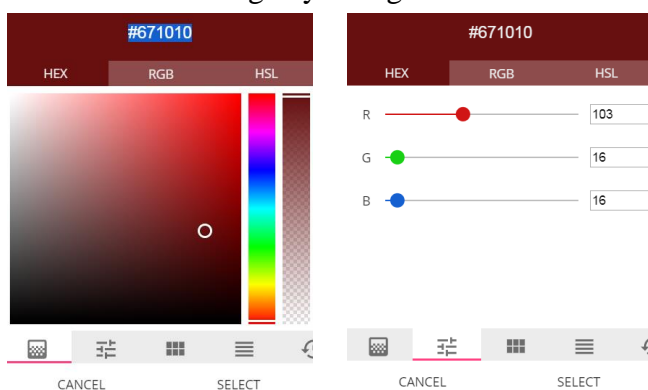 #671010
HEX RGB HSL
CANCEL SELECT
#671010
HEX RGB HSL
R 103
G 16
B 16
CANCEL SELECT